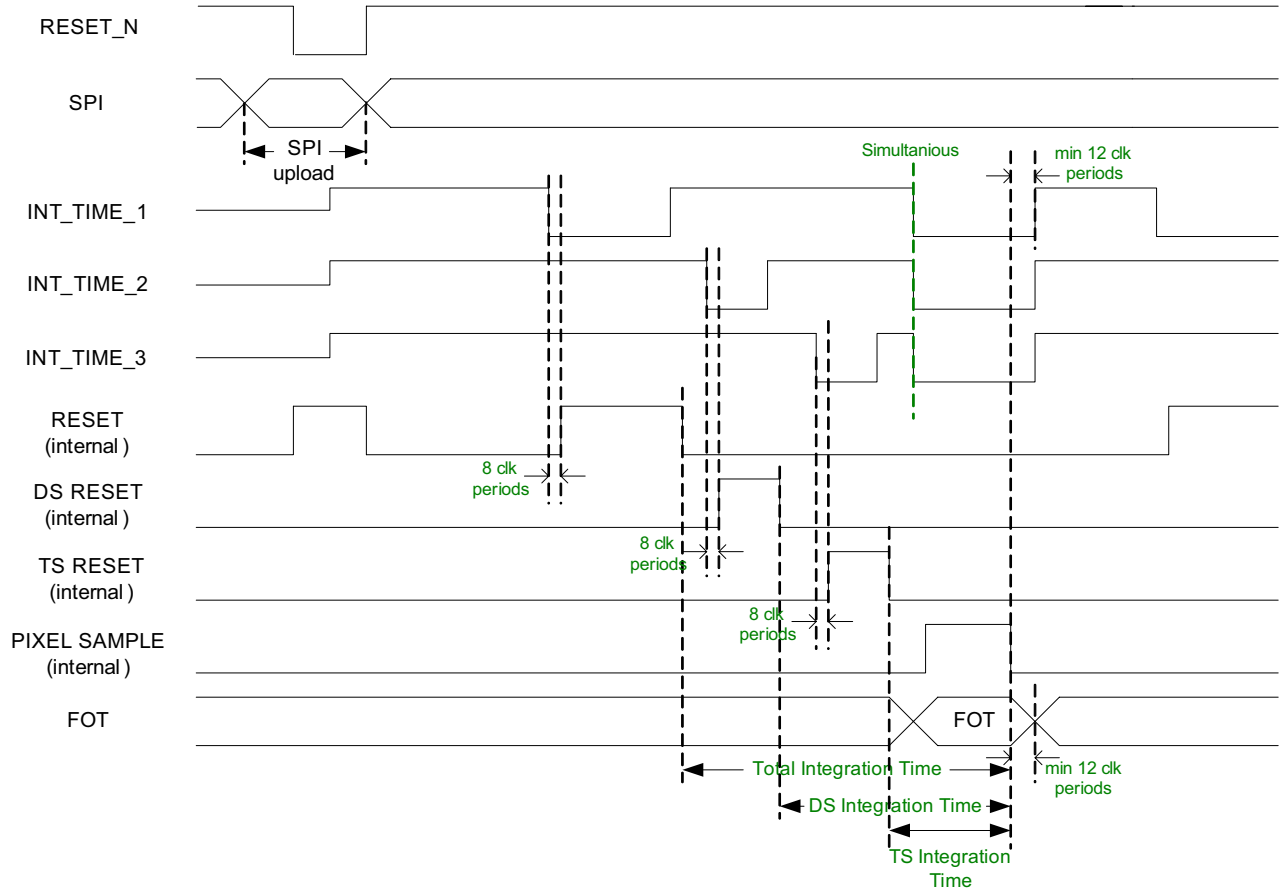 RESET_N
SPI
SPI
upload
Simultanious
min 12 clk
periods
INT_TIME_1
INT_TIME_2
INT_TIME_3
RESET
(internal )
8 clk
periods
DS RESET
(internal )
8 clk
periods
TS RESET
(internal )
8 clk
periods
PIXEL SAMPLE
(internal )
FOT
FOT
Total Integration Time
min 12 clk
periods
DS Integration Time
TS Integration
Time